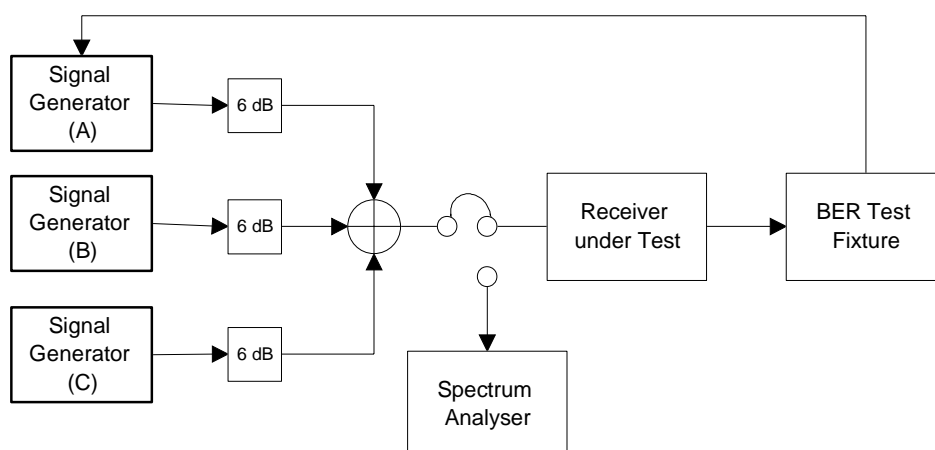 Signal
Generator
(A)
6 dB
Signal
Generator
(B)
6 dB
Receiver
under Test
BER Test
Fixture
Signal
Generator
(C)
6 dB
Spectrum
Analyser